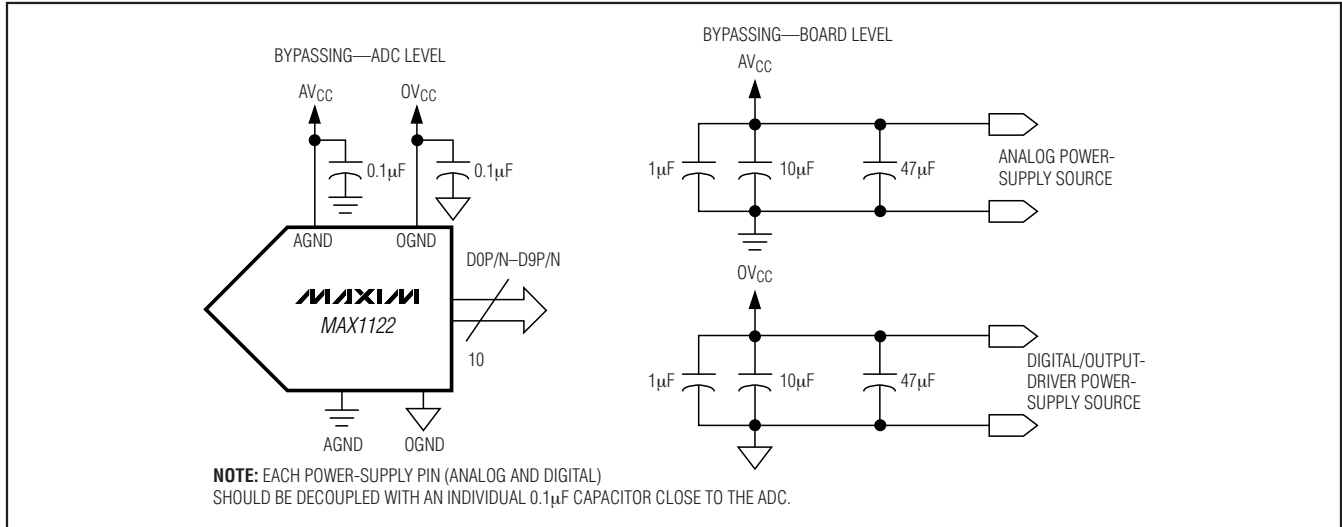 BYPASSING—ADC LEVEL
AVCC
OVCC
0.1µF
0.1µF
AGND
OGND
D0P/N–D9P/N
MAXIM
MAX1122
10
AGND
OGND
BYPASSING—BOARD LEVEL
AVCC
1µF
10µF
47µF
ANALOG POWER-
SUPPLY SOURCE
OVCC
1µF
10µF
47µF
DIGITAL/OUTPUT-
DRIVER POWER-
SUPPLY SOURCE
NOTE: EACH POWER-SUPPLY PIN (ANALOG AND DIGITAL)
SHOULD BE DECOUPLED WITH AN INDIVIDUAL 0.1µF CAPACITOR CLOSE TO THE ADC.